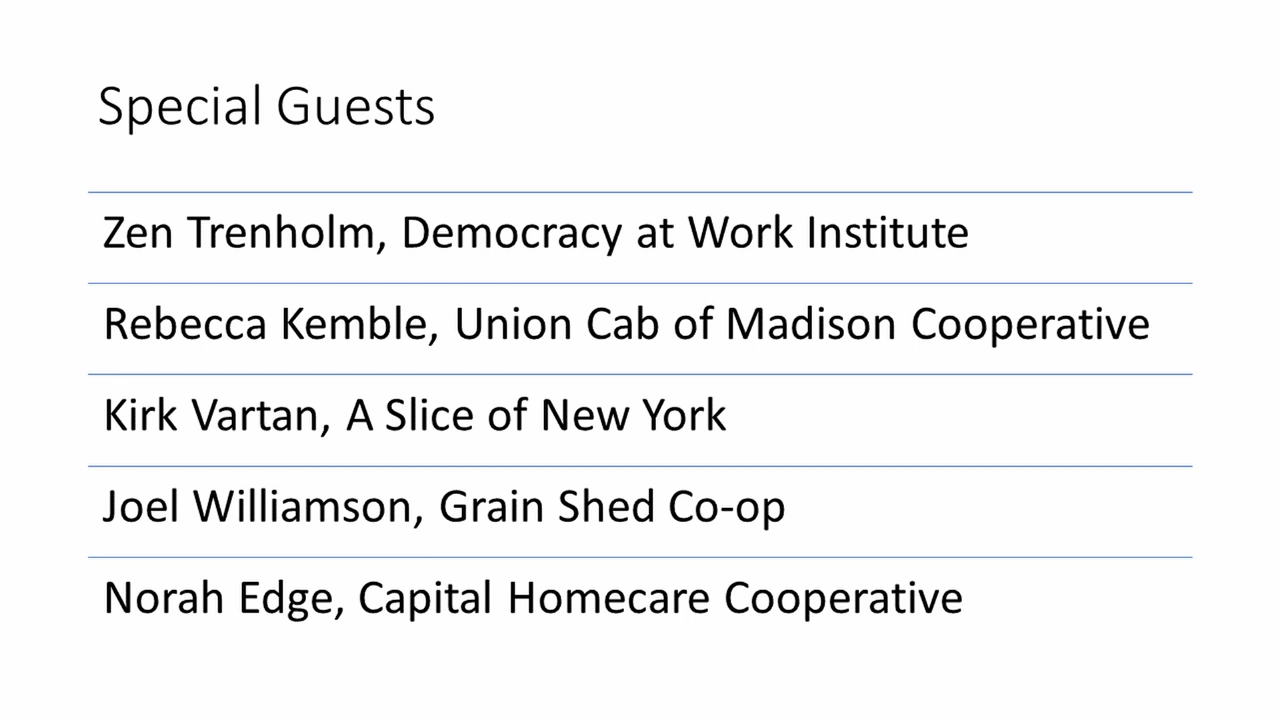 Special Guests
Zen Trenholm, Democracy at Work Institute
Rebecca Kemble, Union Cab of Madison Cooperative
Kirk Vartan, A Slice of New York
Joel Williamson, Grain Shed Co-op
Norah Edge, Capital Homecare Cooperative